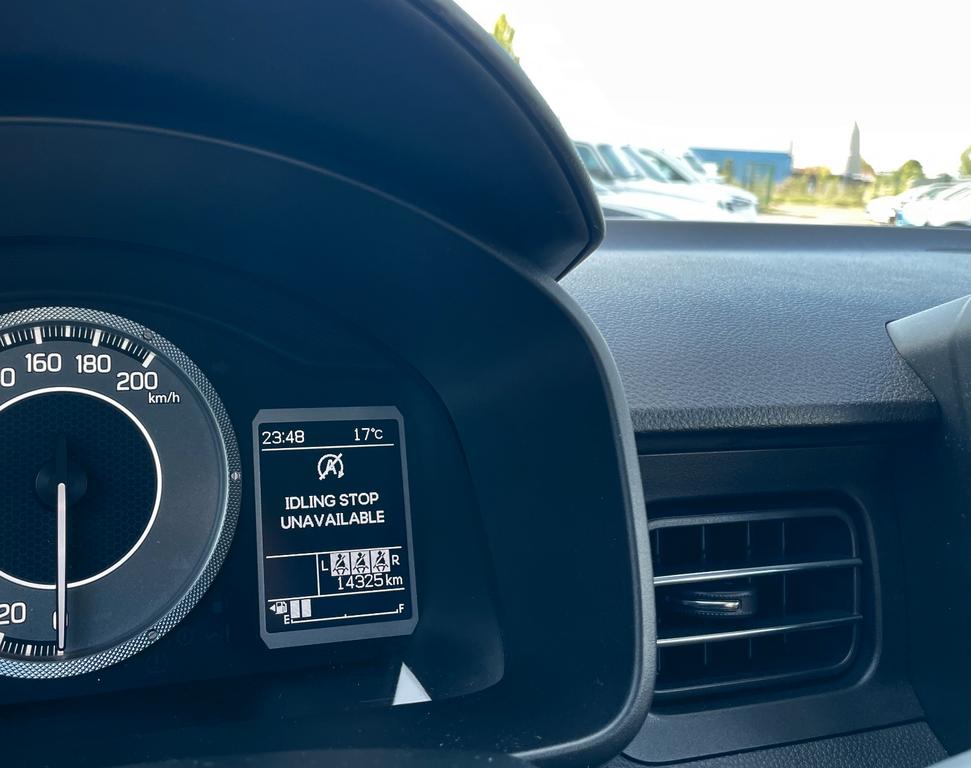 160 180
200
km/h
20
23:48 17°C
A
IDLING STOP
UNAVAILABLE
L R
14325 km
E F